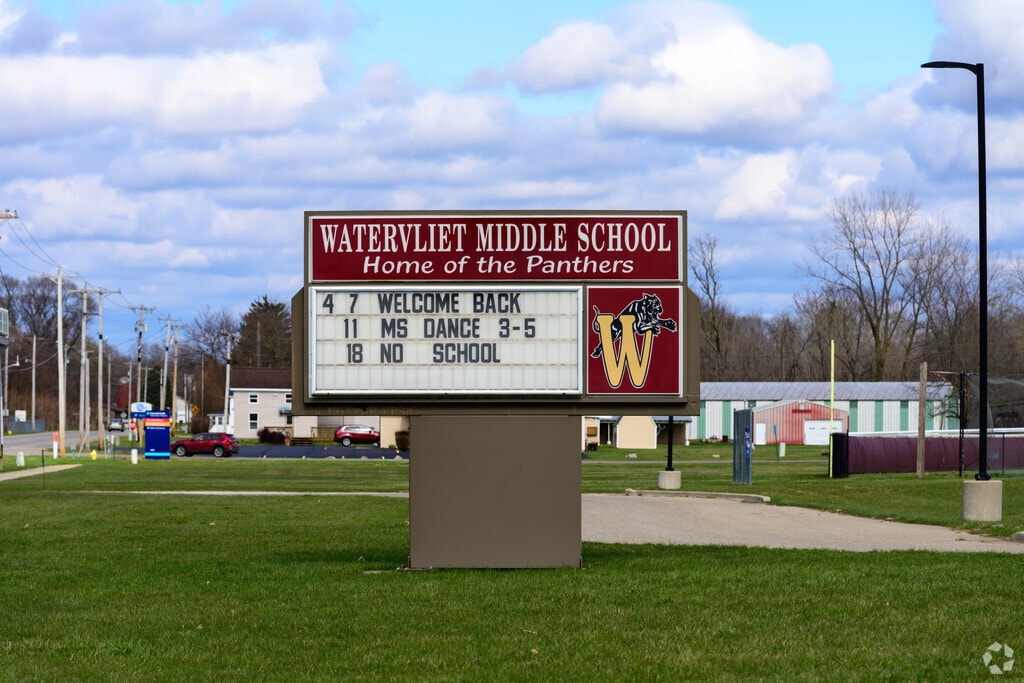 WATERVLIET MIDDLE SCHOOL
Home of the Panthers
4 7 WELCOME BACK
11 MS DANCE 3-5
18 NO SCHOOL
W